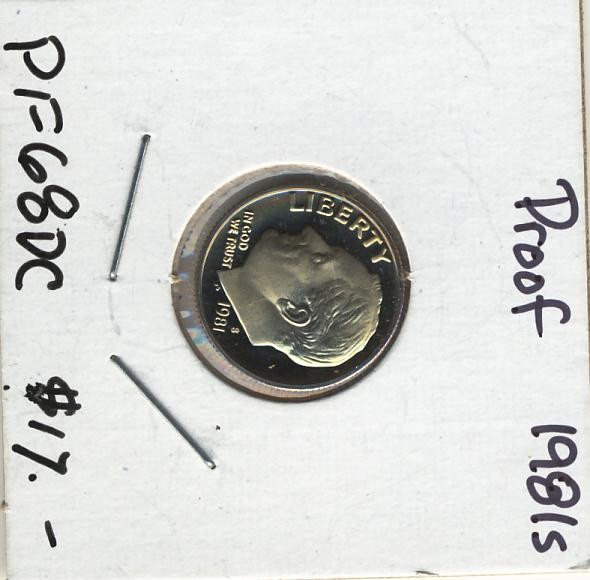 Proof 1981s
LIBERTY
IN GOD
WE TRUST
1981
S
PF68DC $17.-